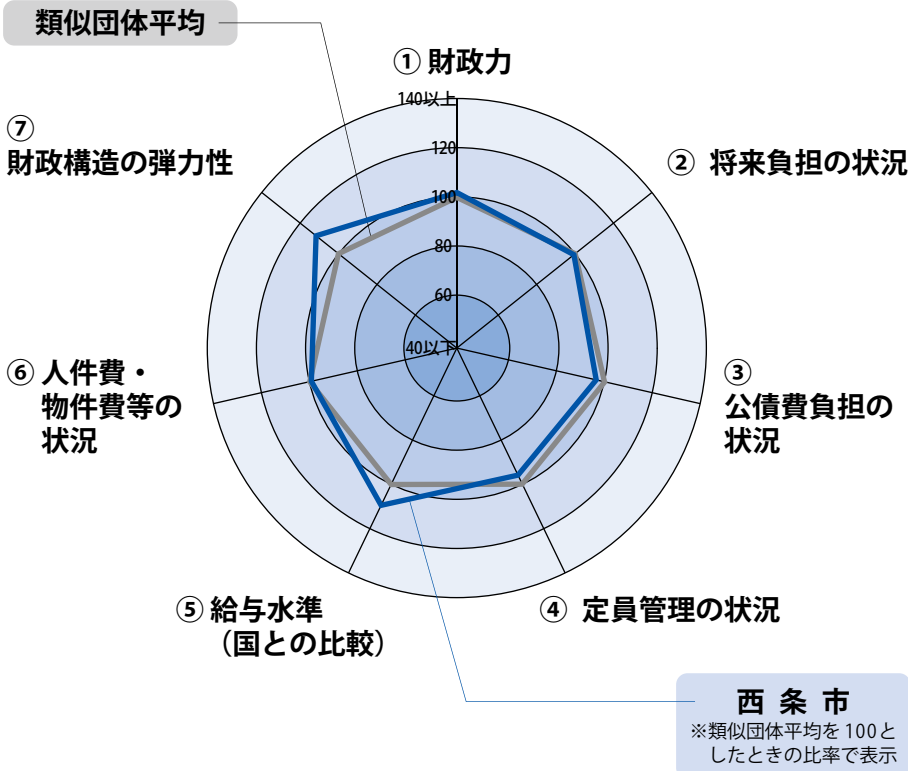 類似団体平均
① 財政力
140以上
120
100
80
60
40以下
② 将来負担の状況
③
公債費負担の
状況
④ 定員管理の状況
⑤ 給与水準
（国との比較）
⑥ 人件費・
物件費等の
状況
⑦
財政構造の弾力性
西 条 市
※類似団体平均を 100と
したときの比率で表示